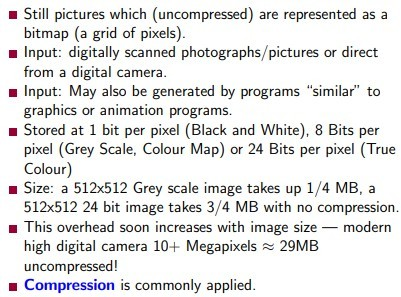 Still pictures which (uncompressed) are represented as a
bitmap (a grid of pixels).
Input: digitally scanned photographs/pictures or direct
from a digital camera.
Input: May also be generated by programs “similar” to
graphics or animation programs.
Stored at 1 bit per pixel (Black and White), 8 Bits per
pixel (Grey Scale, Colour Map) or 24 Bits per pixel (True
Colour)
Size: a 512x512 Grey scale image takes up 1/4 MB, a
512x512 24 bit image takes 3/4 MB with no compression.
This overhead soon increases with image size — modern
high digital camera 10+ Megapixels ≈ 29MB
uncompressed!
Compression is commonly applied.